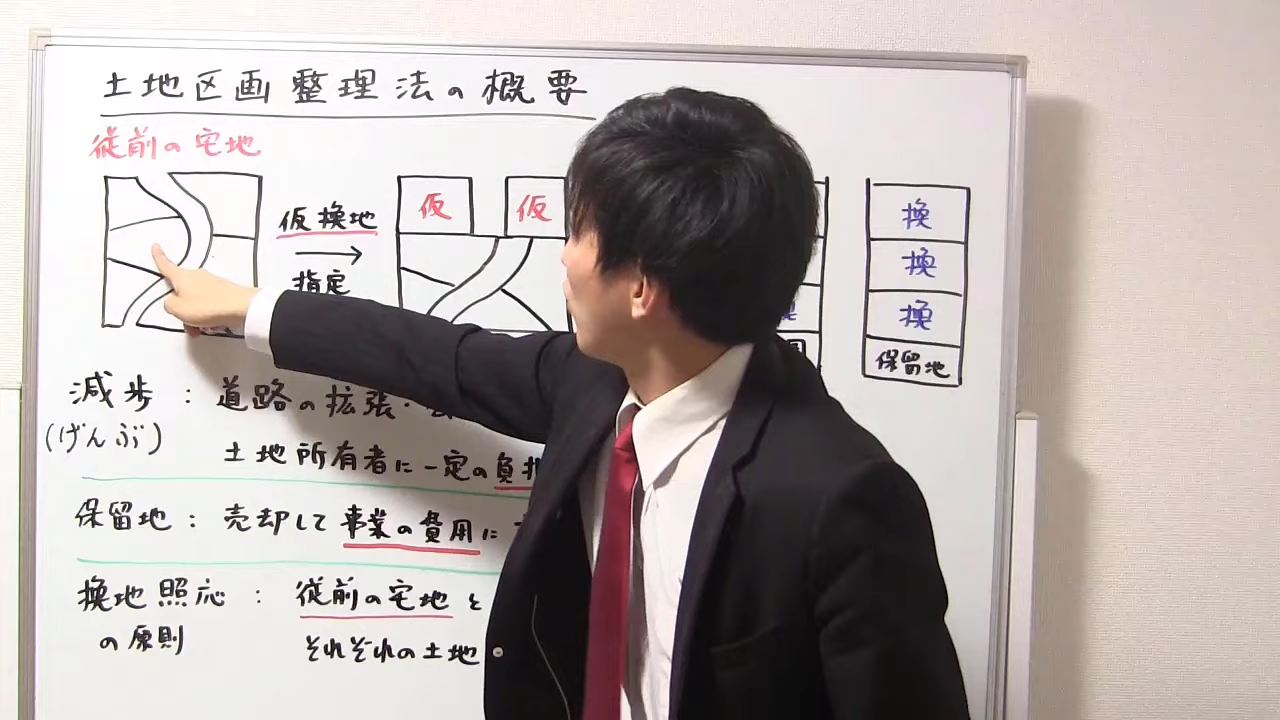 土地区画整理法の概要
従前の宅地
仮換地
指定
仮 仮
換
換
換
保留地
減歩 : 道路の拡張・
(げんぶ)
土地所有者に一定の負担
保留地 : 売却して事業の費用に
換地照応 : 従前の宅地と
の原則
それぞれの土地